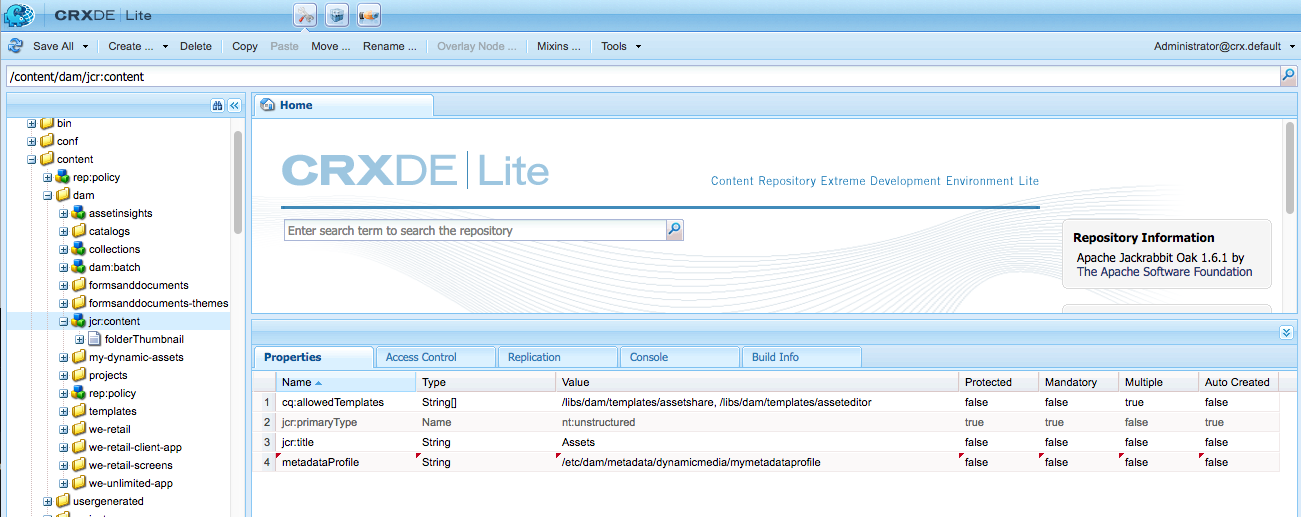 CRXDE | Lite
Save All Create ... Delete Copy Paste Move ... Rename ... Overlay Node ... Mixins ... Tools Administrator@crx.default
/content/dam/jcr:content
bin
conf
content
rep:policy
dam
assetinsights
catalogs
collections
dam:batch
formsanddocuments
formsanddocuments-themes
jcr:content
folderThumbnail
my-dynamic-assets
projects
rep:policy
templates
we-retail
we-retail-client-app
we-retail-screens
we-unlimited-app
usergenerated
Home
CRXDE | Lite
Content Repository Extreme Development Environment Lite
Enter search term to search the repository
Repository Information
Apache Jackrabbit Oak 1.6.1 by
The Apache Software Foundation
Properties Access Control Replication Console Build Info
Name Type Value Protected Mandatory Multiple Auto Created
1 cq:allowedTemplates String[] /libs/dam/templates/assetshare, /libs/dam/templates/asseteditor false false true false
2 jcr:primaryType Name nt:unstructured true true false true
3 jcr:title String Assets false false false false
4 metadataProfile String /etc/dam/metadata/dynamicmedia/mymetadataprofile false false false false